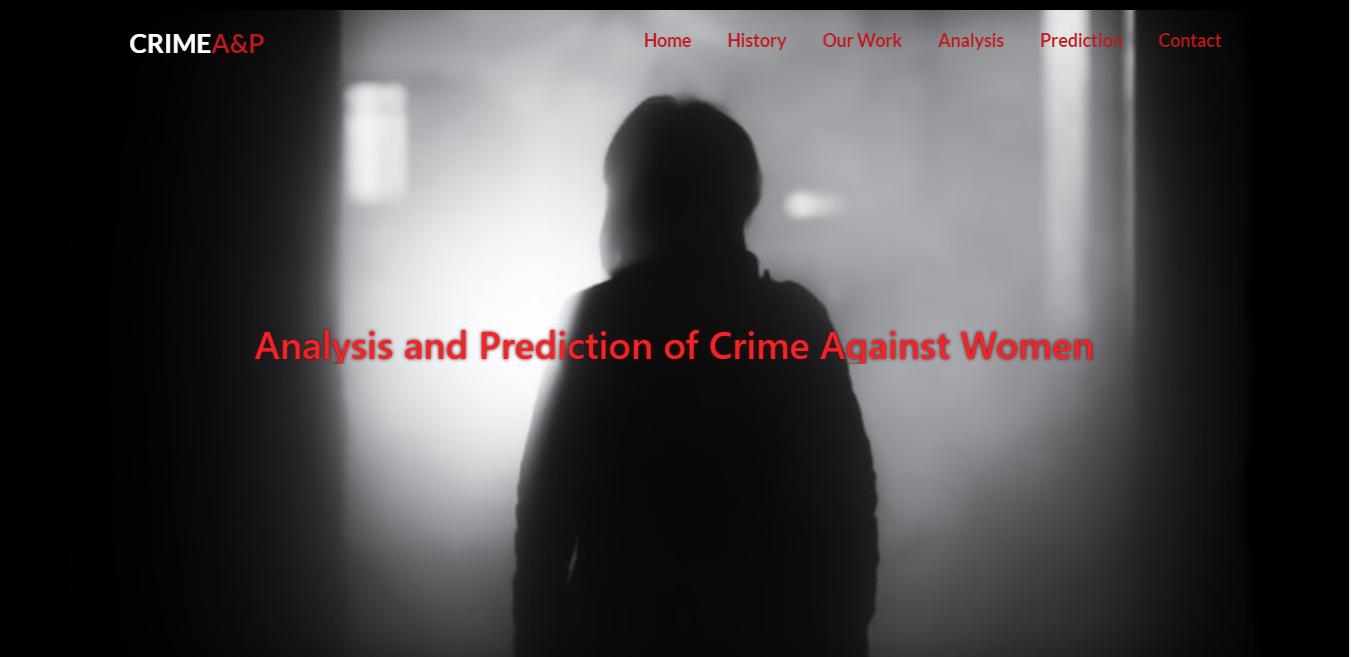 CRIMEA&P
Home History Our Work Analysis Prediction Contact
Analysis and Prediction of Crime Against Women